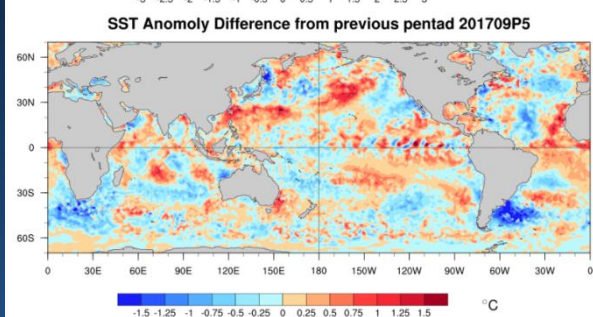 SST Anomoly Difference from previous pentad 201709P5
60N
30N
0
30S
60S
0 30E 60E 90E 120E 150E 180 150W 120W 90W 60W 30W 0
-1.5 -1.25 -1 -0.75 -0.5 -0.25 0 0.25 0.5 0.75 1 1.25 1.5
°C